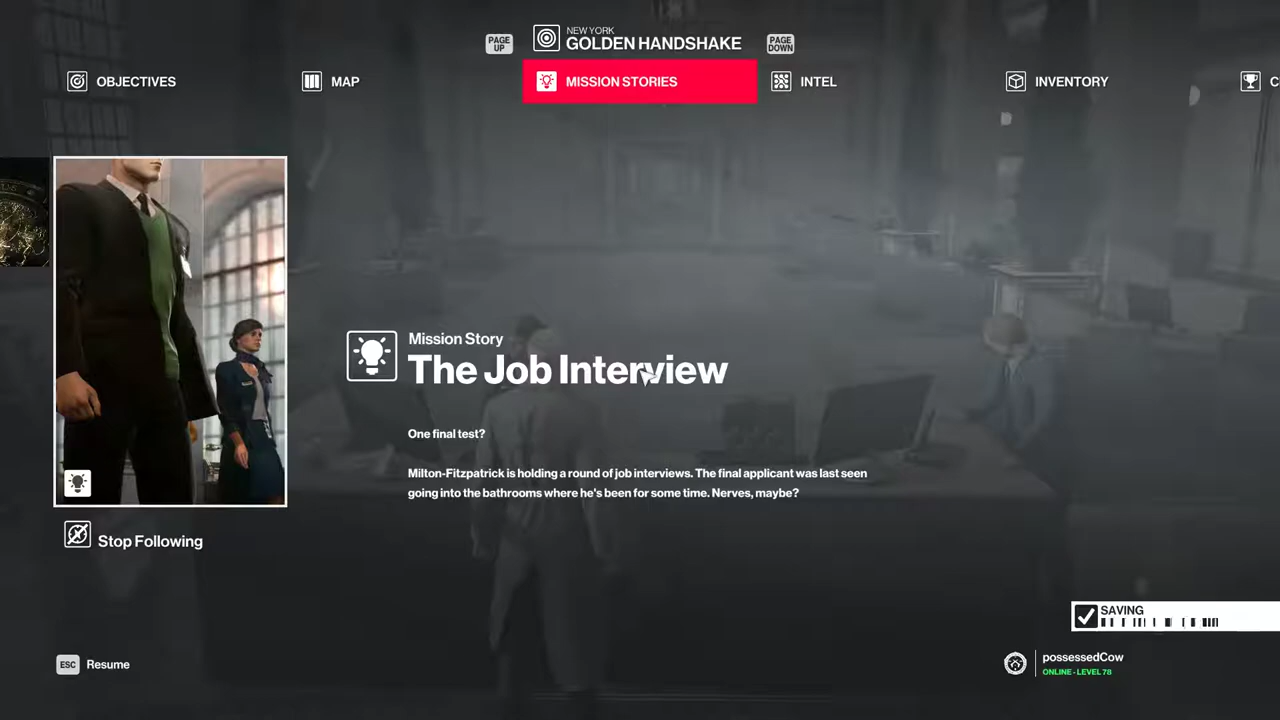 PAGE UP
NEW YORK
GOLDEN HANDSHAKE
PAGE DOWN
OBJECTIVES
MAP
MISSION STORIES
INTEL
INVENTORY
C
Mission Story
The Job Interview
One final test?
Milton-Fitzpatrick is holding a round of job interviews. The final applicant was last seen
going into the bathrooms where he's been for some time. Nerves, maybe?
Stop Following
SAVING
ESC Resume
possessedCow
ONLINE - LEVEL 78